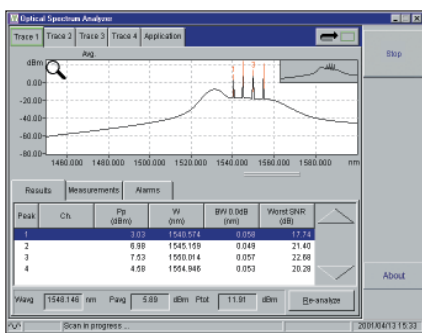 Optical Spectrum Analyzer
Trace 1 Trace 2 Trace 3 Trace 4 Application
Stop
Avg.
dBm
0.00-
-20.00-
-40.00-
-60.00-
-80.00-
1460.000 1480.000 1500.000 1520.000 1540.000 1560.000 1580.000 nm
Results Measurements Alarms
Peak Ch. Pp W BW 0.0dB Worst SNR
(dBm) (nm) (nm) (dB)
1 3.03 1540.574 0.058 17.74
2 6.98 1545.169 0.048 21.40
3 7.63 1550.014 0.057 22.68
4 4.59 1554.946 0.053 20.28
About
Wavg 1548.146 nm Pavg 5.89 dBm Ptot 11.91 dBm Re-analyze
Scan in progress ...
2001/04/13 15:33